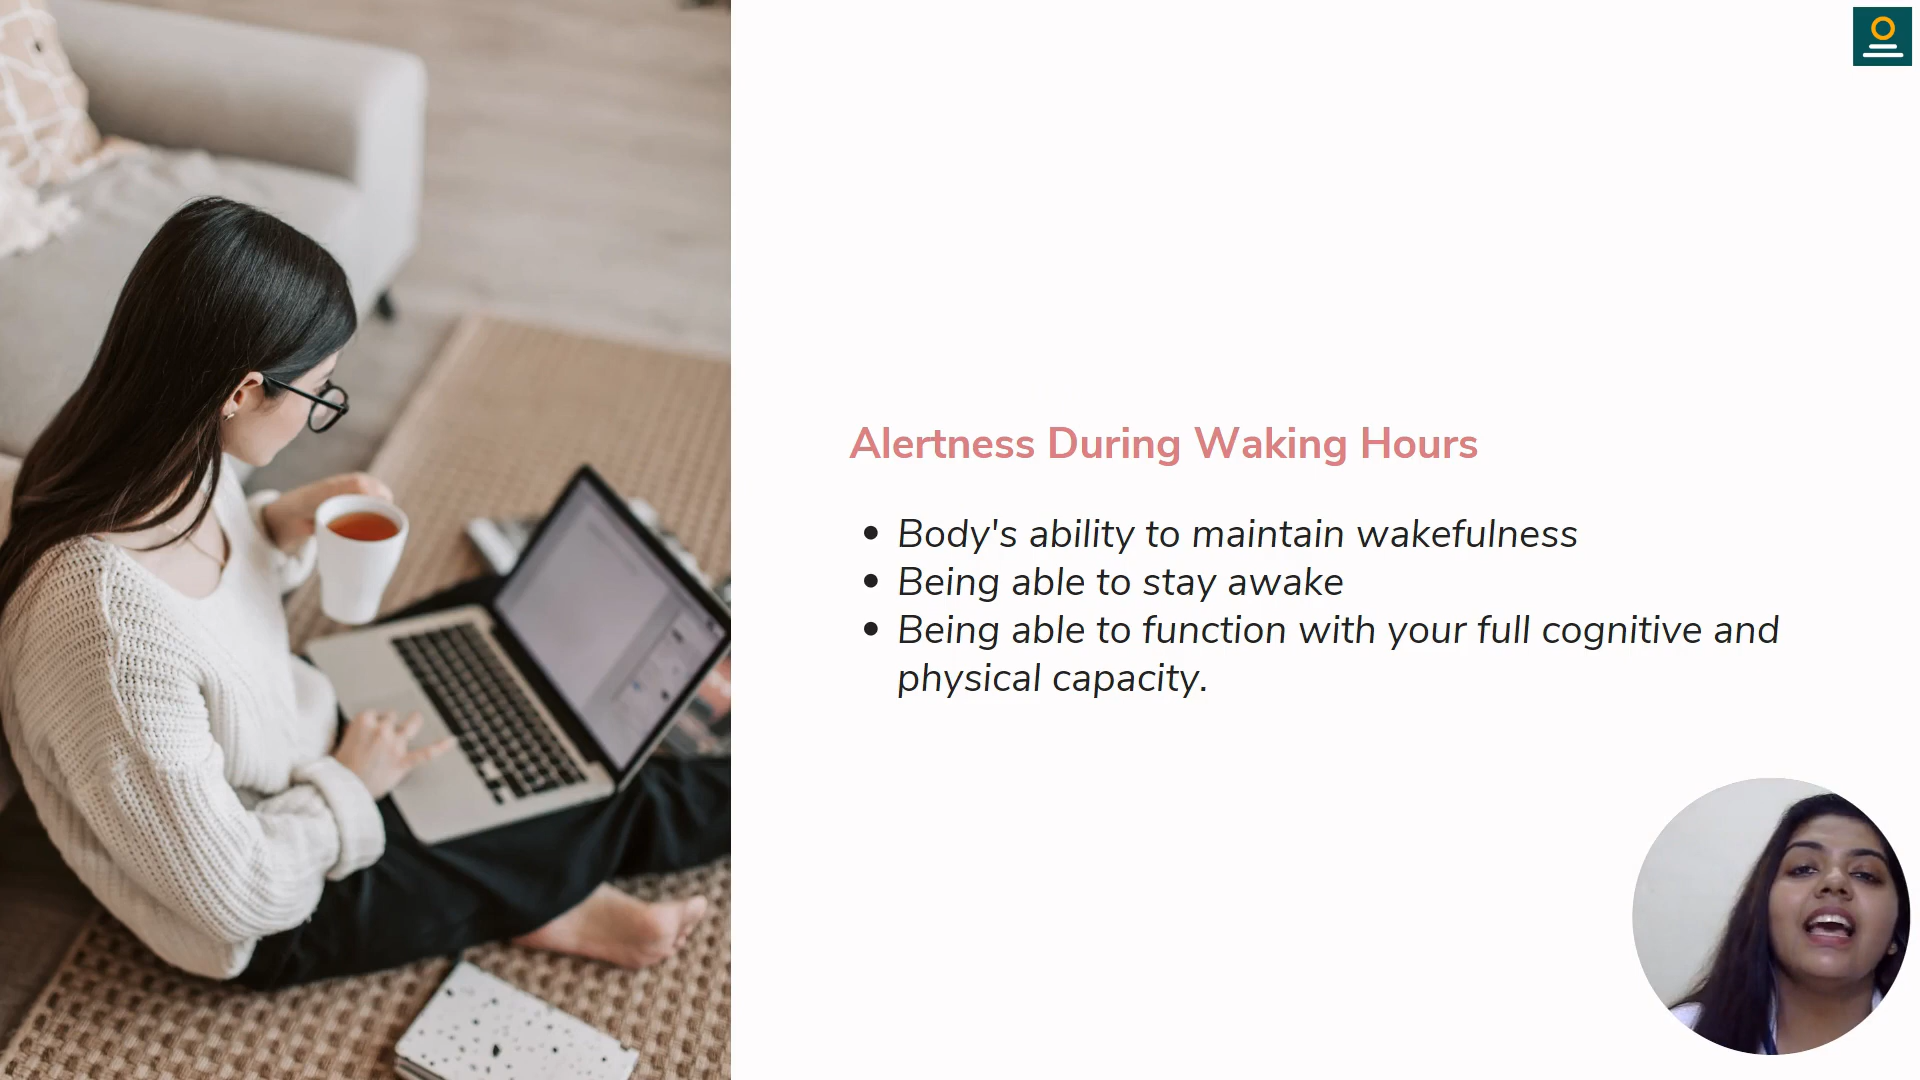 Alertness During Waking Hours
• Body's ability to maintain wakefulness
• Being able to stay awake
• Being able to function with your full cognitive and
physical capacity.